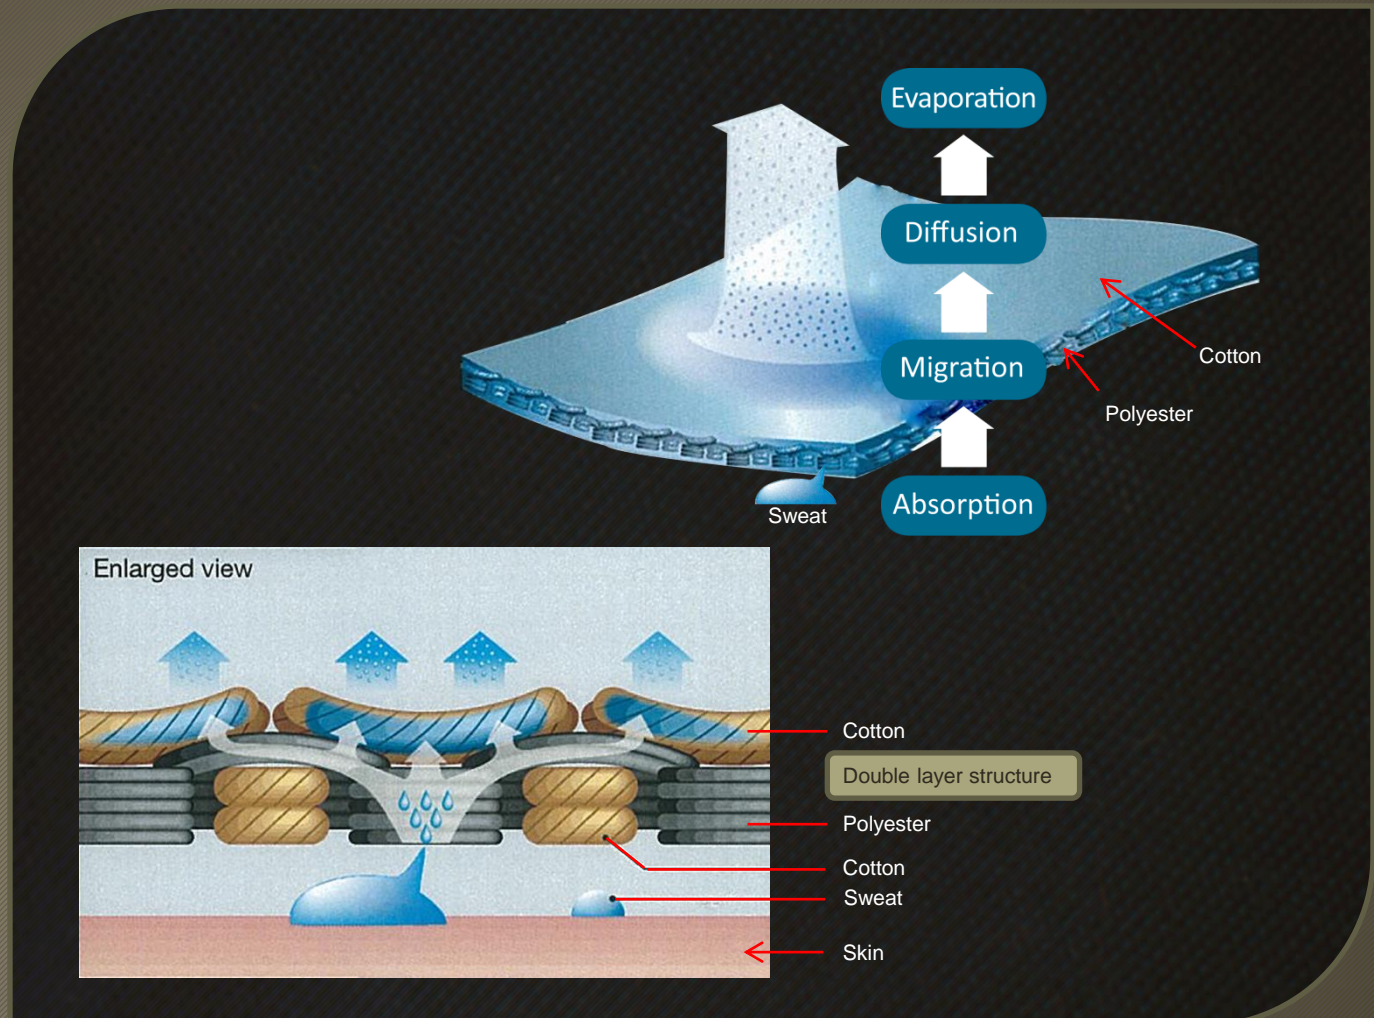 Evaporation
Diffusion
Migration
Absorption
Cotton
Polyester
Sweat
Enlarged view
Cotton
Double layer structure
Polyester
Cotton
Sweat
Skin